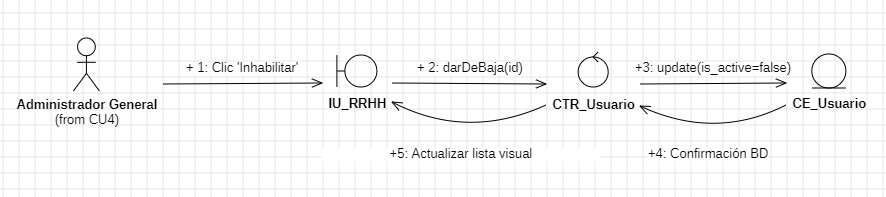 + 1: Clic 'Inhabilitar'
+ 2: darDeBaja(id)
+3: update(is_active=false)
Administrador General
(from CU4)
IU_RRHH
CTR_Usuario
CE_Usuario
+5: Actualizar lista visual
+4: Confirmación BD